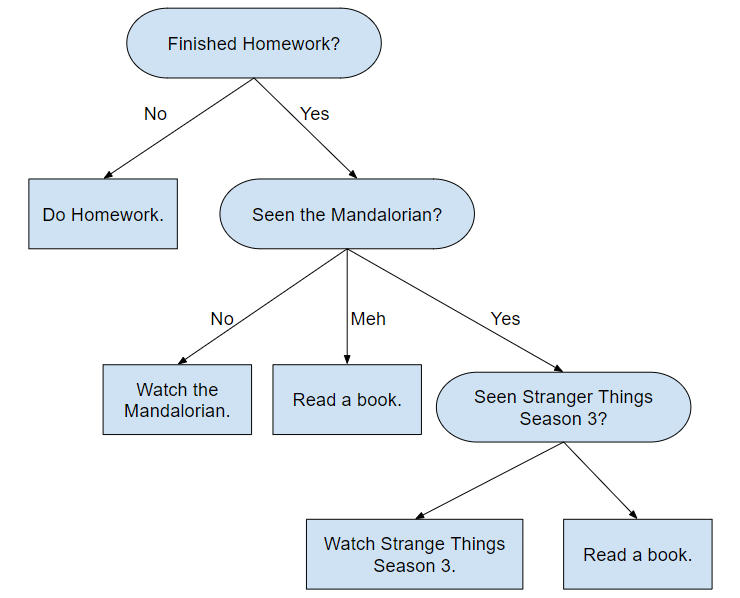 Finished Homework?
No
Yes
Do Homework.
Seen the Mandalorian?
No
Meh
Yes
Watch the
Mandalorian.
Read a book.
Seen Stranger Things
Season 3?
Watch Strange Things
Season 3.
Read a book.